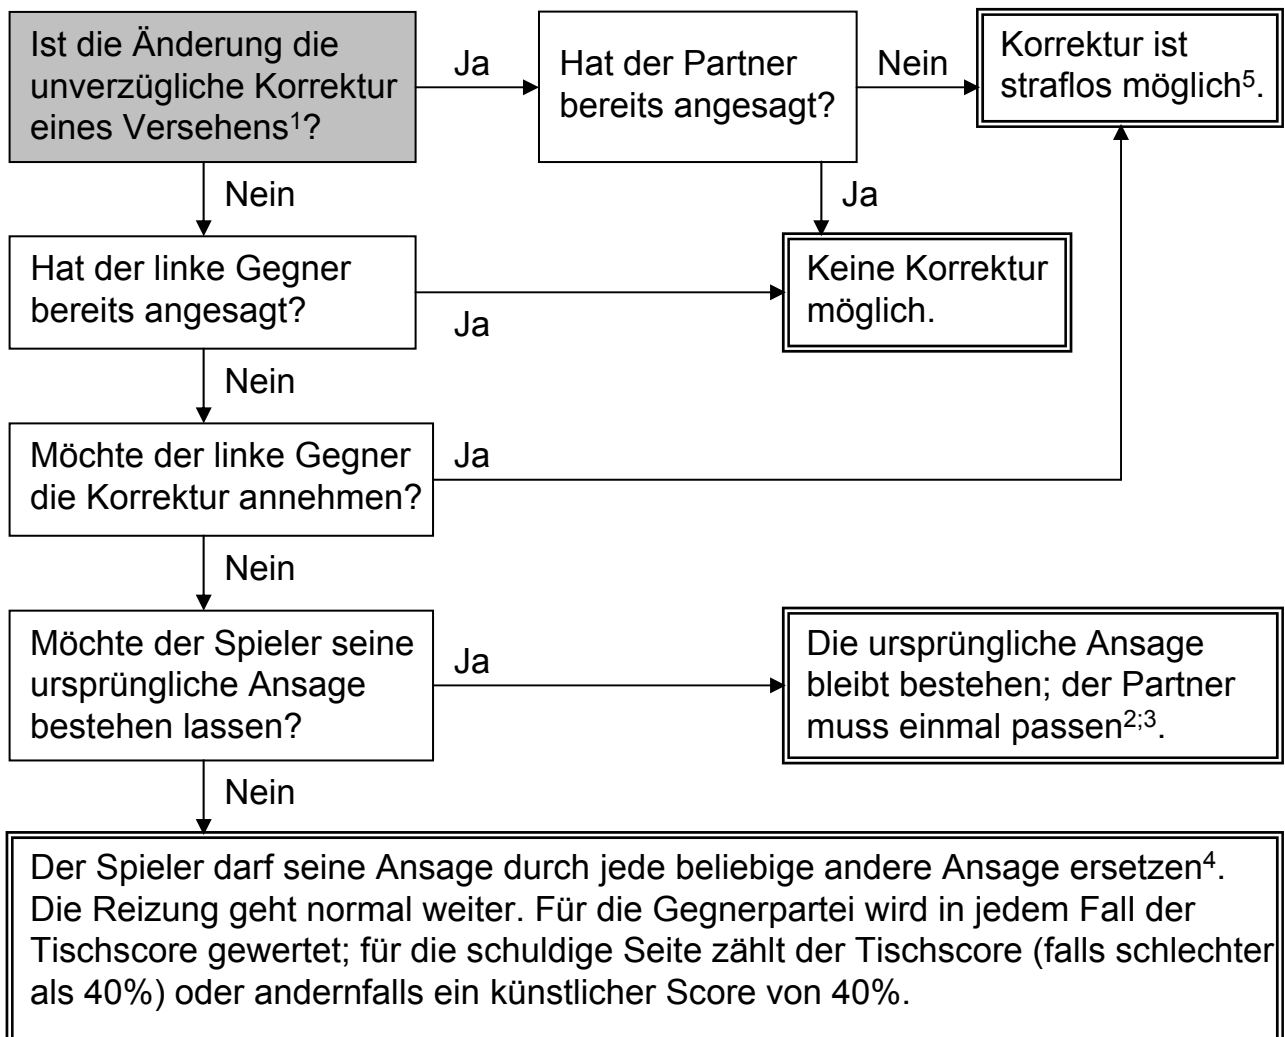 Ist die Änderung die
unverzügliche Korrektur
eines Versehens¹?
Ja
Hat der Partner
bereits angesagt?
Nein
Korrektur ist
straflos möglich⁵.
Nein
Ja
Hat der linke Gegner
bereits angesagt?
Ja
Keine Korrektur
möglich.
Nein
Möchte der linke Gegner
die Korrektur annehmen?
Ja
Nein
Möchte der Spieler seine
ursprüngliche Ansage
bestehen lassen?
Ja
Die ursprüngliche Ansage
bleibt bestehen; der Partner
muss einmal passen²;³.
Nein
Der Spieler darf seine Ansage durch jede beliebige andere Ansage ersetzen⁴.
Die Reizung geht normal weiter. Für die Gegnerpartei wird in jedem Fall der
Tischscore gewertet; für die schuldige Seite zählt der Tischscore (falls schlechter
als 40%) oder andernfalls ein künstlicher Score von 40%.